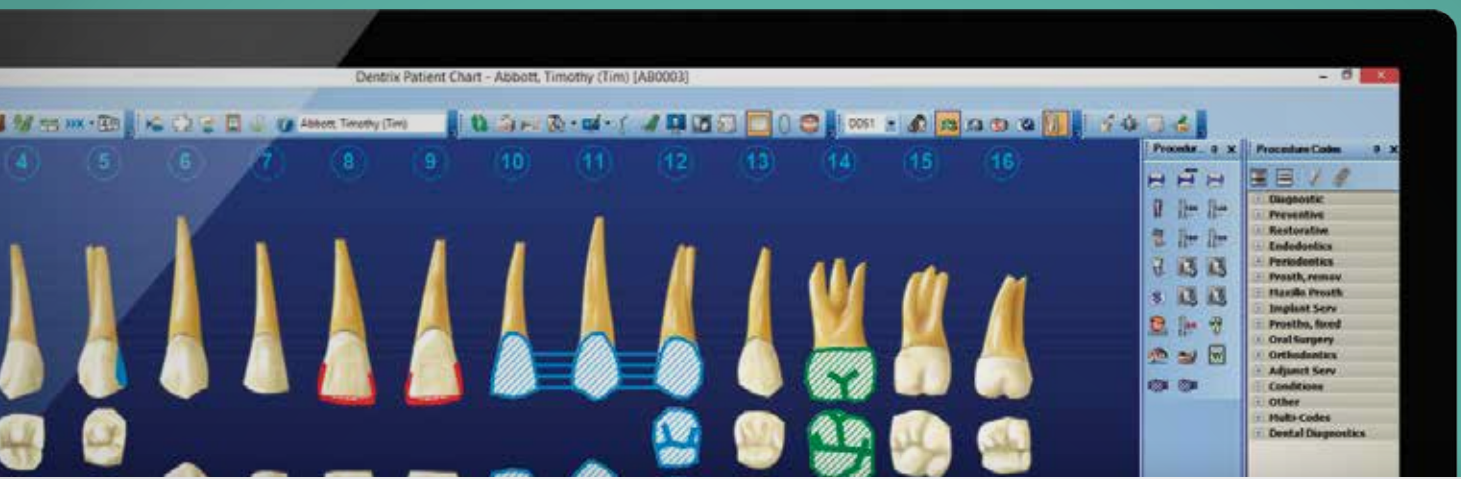 Dentrix Patient Chart - Abbott, Timothy (Tim) [AB0003]
Abbott, Timothy (Tim)
DDS1
4 5 6 7 8 9 10 11 12 13 14 15 16
Procedur...
Procedure Codes
Diagnostic
Preventive
Restorative
Endodontics
Periodontics
Prosth, remov
Maxillo Prosth
Implant Serv
Prostho, fixed
Oral Surgery
Orthodontics
Adjunct Serv
Conditions
Other
Multi-Codes
Dental Diagnostics